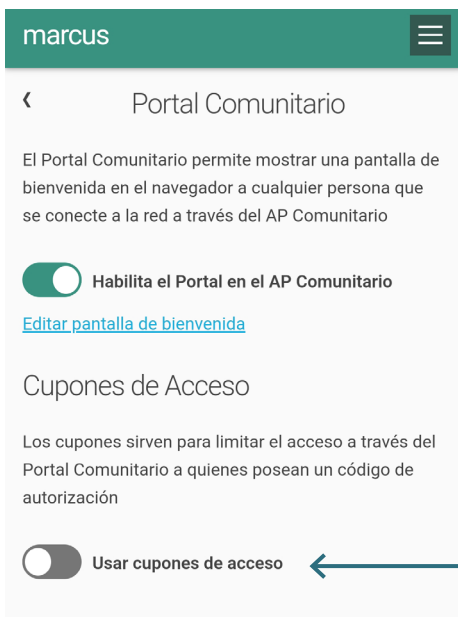 marcus
Portal Comunitario
El Portal Comunitario permite mostrar una pantalla de
bienvenida en el navegador a cualquier persona que
se conecte a la red a través del AP Comunitario
Habilita el Portal en el AP Comunitario
Editar pantalla de bienvenida
Cupones de Acceso
Los cupones sirven para limitar el acceso a través del
Portal Comunitario a quienes posean un código de
autorización
Usar cupones de acceso